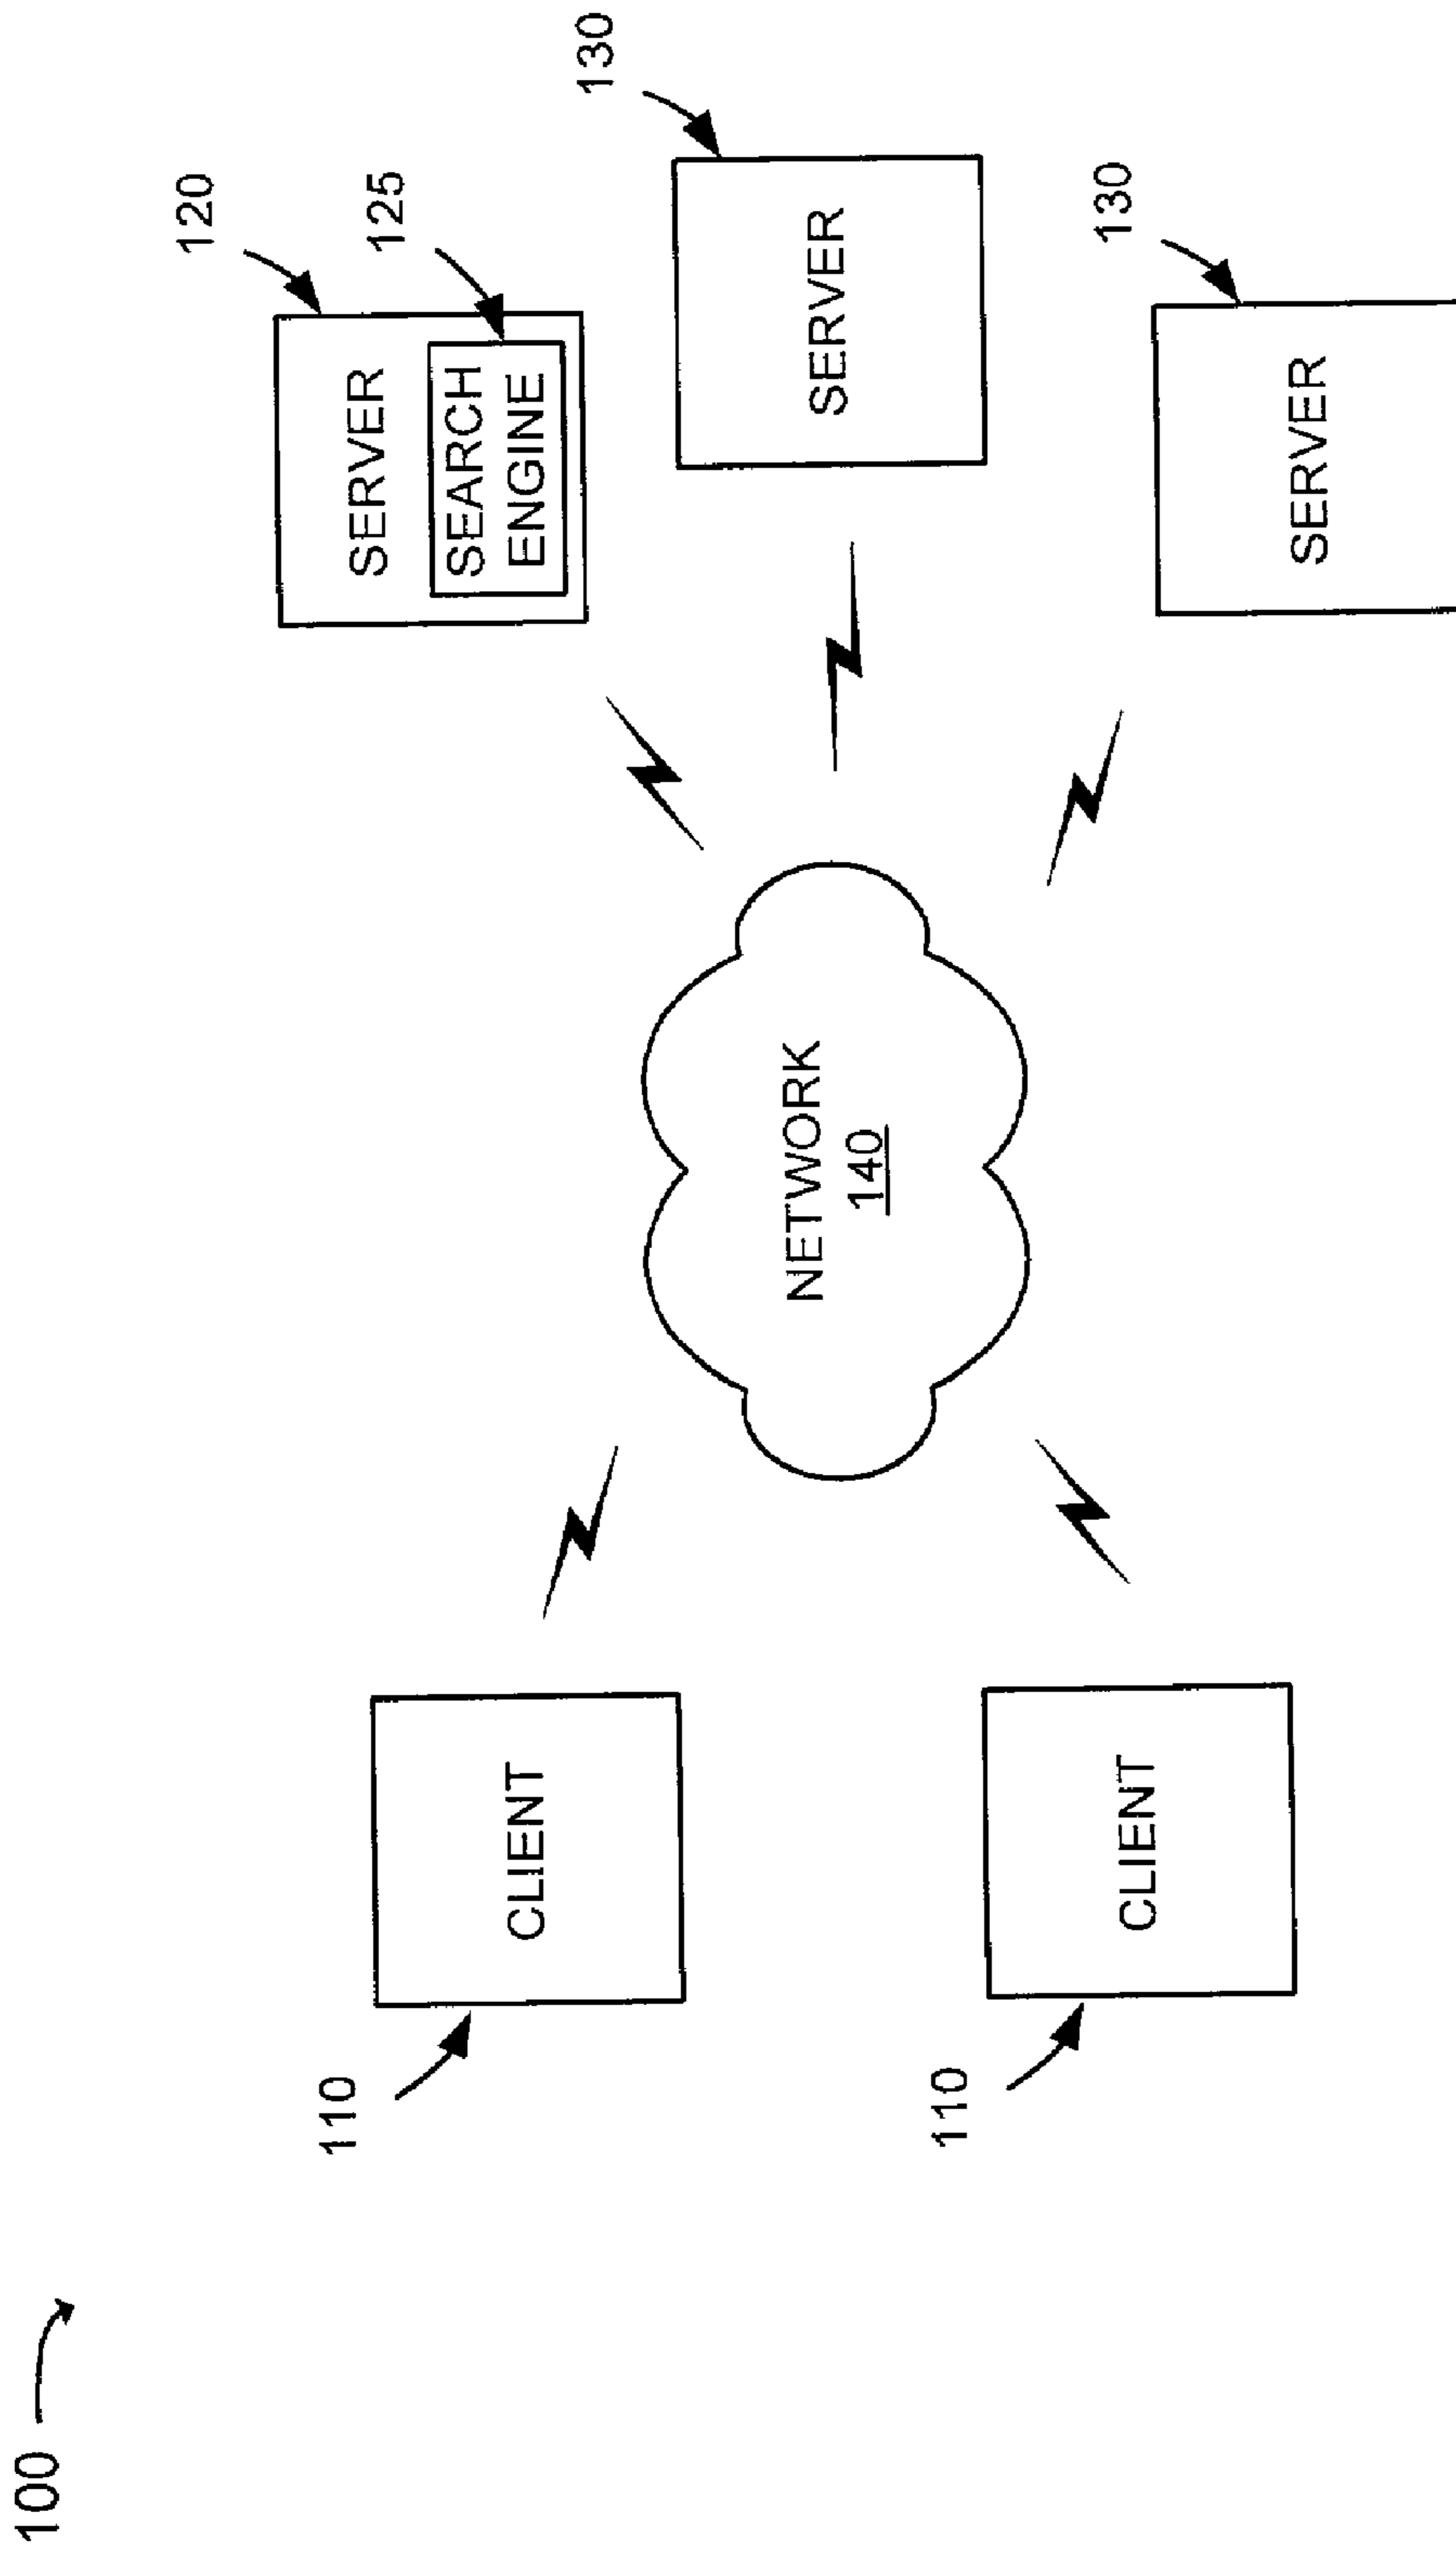 100
120
SERVER
125
SEARCH
ENGINE
130
SERVER
110
CLIENT
NETWORK
140
130
SERVER
110
CLIENT